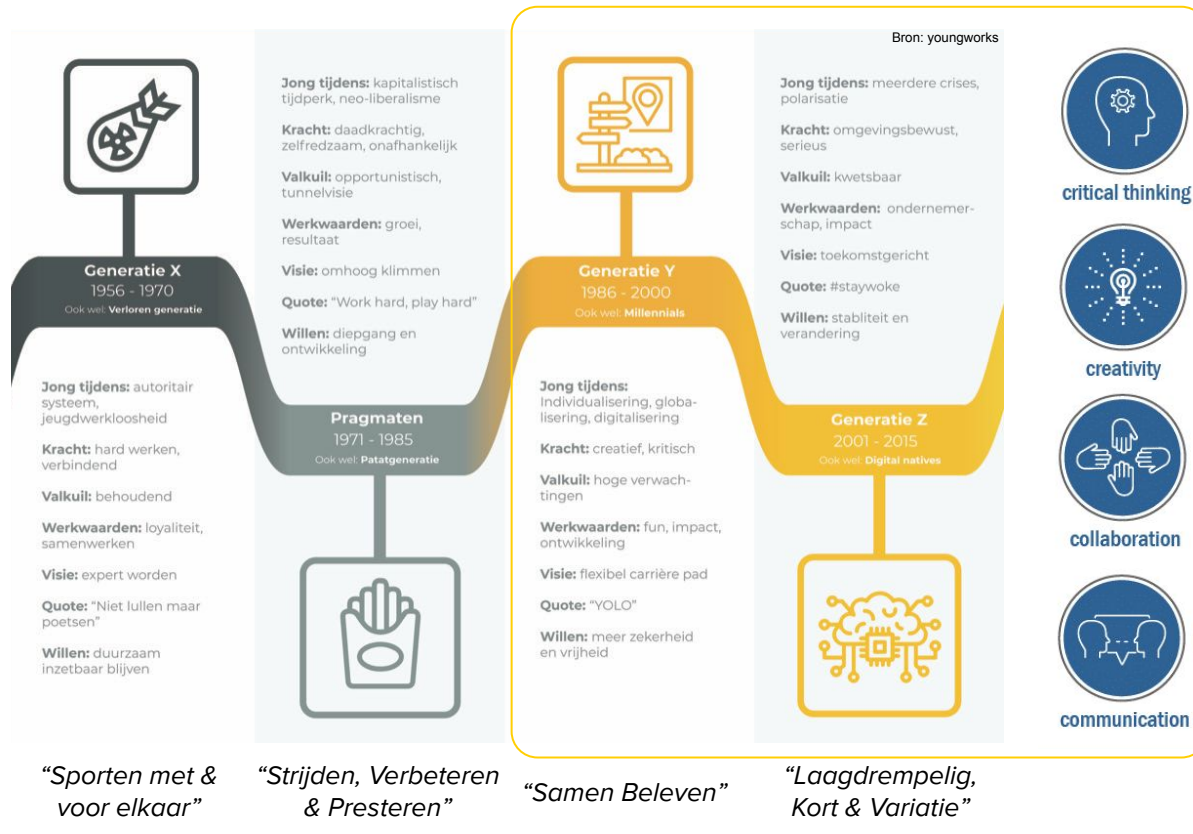 Bron: youngworks
Generatie X
1956 - 1970
Ook wel: Verloren generatie
Jong tijdens: autoritair
systeem,
jeugdwerkloosheid
Kracht: hard werken,
verbindend
Valkuil: behoudend
Werkwaarden: loyaliteit,
samenwerken
Visie: expert worden
Quote: “Niet lullen maar
poetsen”
Willen: duurzaam
inzetbaar blijven
“Sporten met &
voor elkaar”
Jong tijdens: kapitalistisch
tijdperk, neo-liberalisme
Kracht: daadkrachtig,
zelfredzaam, onafhankelijk
Valkuil: opportunistisch,
tunnelvisie
Werkwaarden: groei,
resultaat
Visie: omhoog klimmen
Quote: “Work hard, play hard”
Willen: diepgang en
ontwikkeling
Pragmaten
1971 - 1985
Ook wel: Patatgeneratie
“Strijden, Verbeteren
& Presteren”
Generatie Y
1986 - 2000
Ook wel: Millennials
Jong tijdens:
Individualisering, globa-
lisering, digitalisering
Kracht: creatief, kritisch
Valkuil: hoge verwach-
tingen
Werkwaarden: fun, impact,
ontwikkeling
Visie: flexibel carrière pad
Quote: “YOLO”
Willen: meer zekerheid
en vrijheid
“Samen Beleven”
Jong tijdens: meerdere crises,
polarisatie
Kracht: omgevingsbewust,
serieus
Valkuil: kwetsbaar
Werkwaarden: ondernemer-
schap, impact
Visie: toekomstgericht
Quote: #staywoke
Willen: stabliteit en
verandering
Generatie Z
2001 - 2015
Ook wel: Digital natives
“Laagdrempelig,
Kort & Variatie”
critical thinking
creativity
collaboration
communication